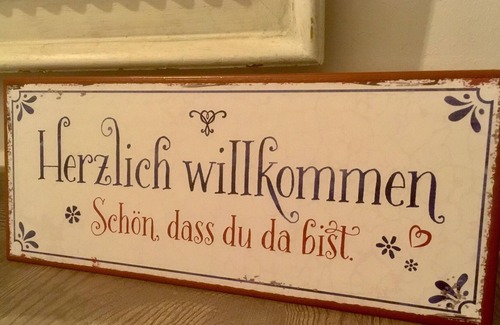 Herzlich willkommen
Schön, dass du da bist.